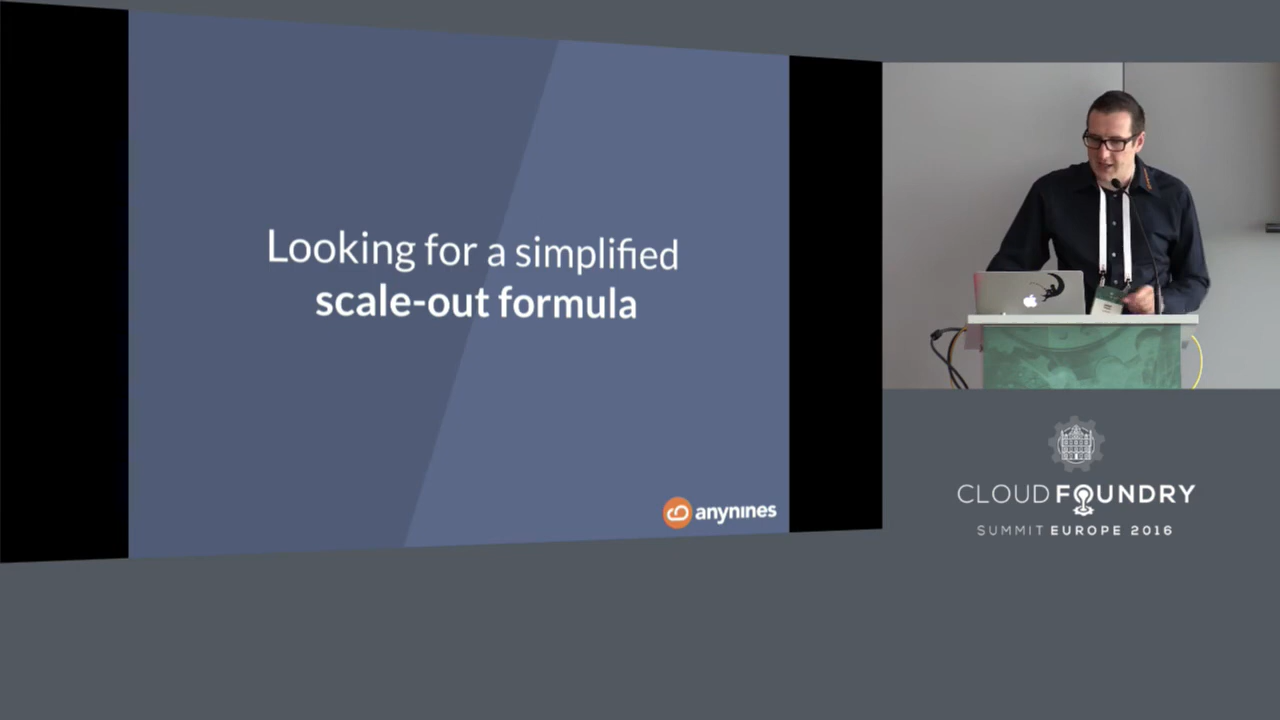 Looking for a simplified
scale-out formula
anynines
CLOUD FOUNDRY
SUMMIT EUROPE 2016